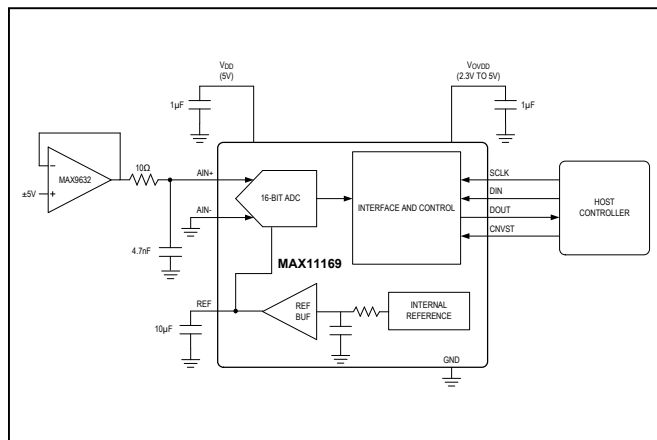 VDD
(5V)
1µF
VOVDD
(2.3V TO 5V)
1µF
MAX9632
-
+
±5V
10Ω
4.7nF
AIN+
AIN-
16-BIT ADC
INTERFACE AND CONTROL
SCLK
DIN
DOUT
CNVST
HOST
CONTROLLER
MAX11169
REF
10µF
REF
BUF
INTERNAL
REFERENCE
GND